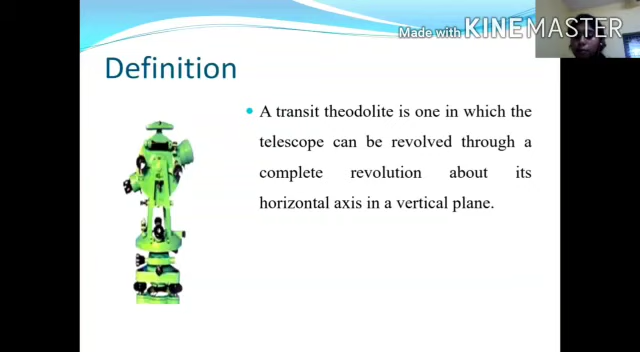 Made with KINEMASTER
Definition
A transit theodolite is one in which the
telescope can be revolved through a
complete revolution about its
horizontal axis in a vertical plane.